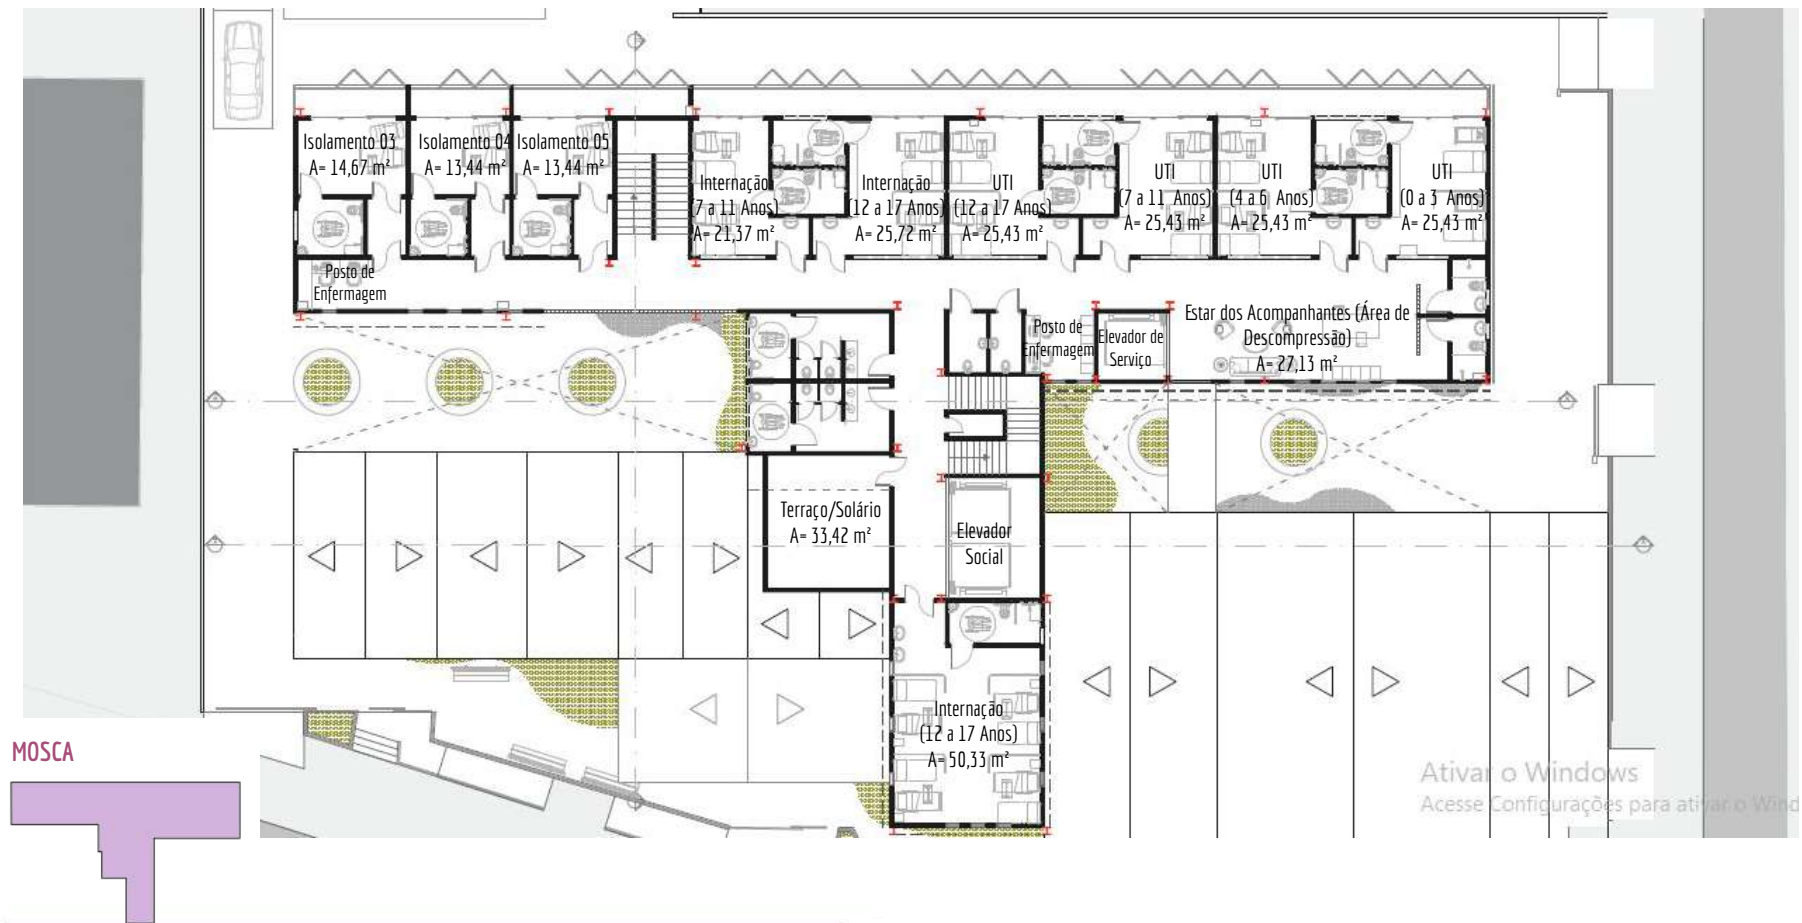 Isolamento 03
A= 14,67 m²
Isolamento 04
A= 13,44 m²
Isolamento 05
A= 13,44 m²
Internação
(7 a 11 Anos)
A= 21,37 m²
Internação
(12 a 17 Anos)
A= 25,72 m²
UTI
(12 a 17 Anos)
A= 25,43 m²
UTI
(7 a 11 Anos)
A= 25,43 m²
UTI
(4 a 6 Anos)
A= 25,43 m²
UTI
(0 a 3 Anos)
A= 25,43 m²
Posto de
Enfermagem
Posto de
Enfermagem
Elevador de
Serviço
Estar dos Acompanhantes (Área de
Descompressão)
A= 27,13 m²
Terraço/Solário
A= 33,42 m²
Elevador
Social
Internação
(12 a 17 Anos)
A= 50,33 m²
MOSCA
Ativar o Windows
Acesse Configurações para ativar o Wind